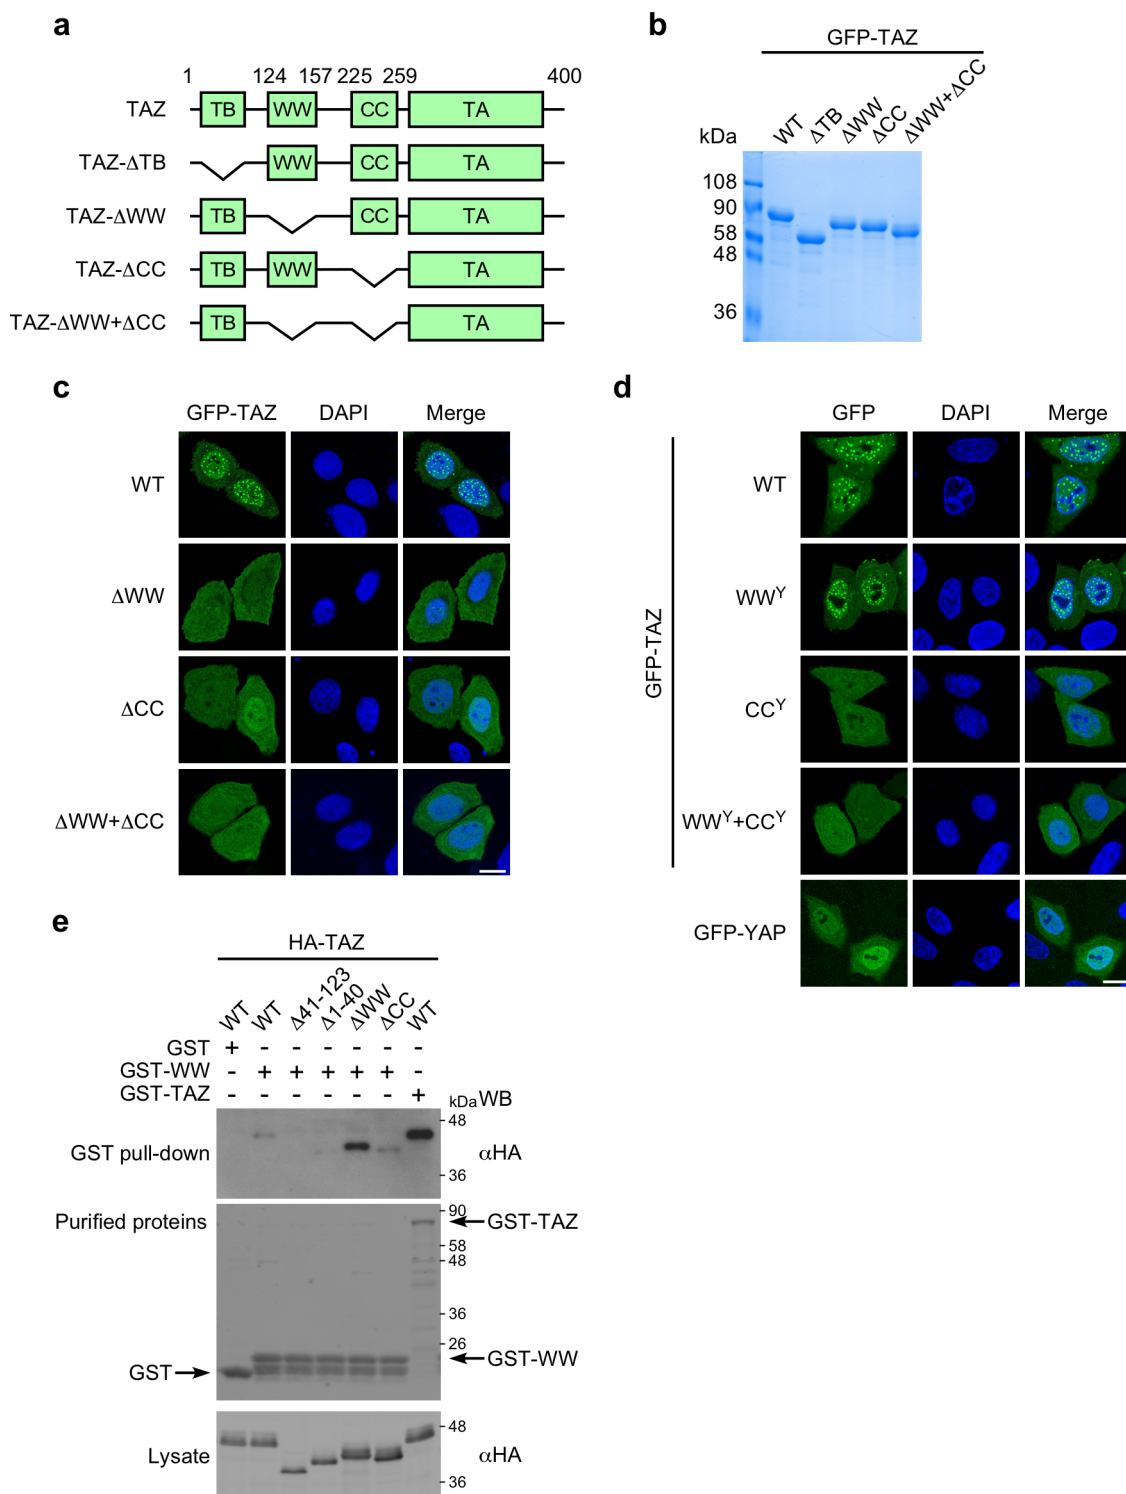 a
1 124 157 225 259 400
TAZ TB WW CC TA
TAZ-ΔTB WW CC TA
TAZ-ΔWW TB CC TA
TAZ-ΔCC TB WW TA
TAZ-ΔWW+ΔCC TB TA
b
GFP-TAZ
kDa WT ΔTB ΔWW ΔCC ΔWW+ΔCC
108
90
58
48
36
c
GFP-TAZ DAPI Merge
WT
ΔWW
ΔCC
ΔWW+ΔCC
d
GFP DAPI Merge
GFP-TAZ
WT
WWʸ
CCʸ
WWʸ+CCʸ
GFP-YAP
e
HA-TAZ
WT WT Δ41-123 Δ1-40 ΔWW ΔCC WT
GST + - - - - - -
GST-WW - + + + + + -
GST-TAZ - - - - - - +
kDa WB
GST pull-down 48 36 αHA
Purified proteins 90 58 48 36 26
GST-TAZ
GST-WW
GST
Lysate 48 36 αHA